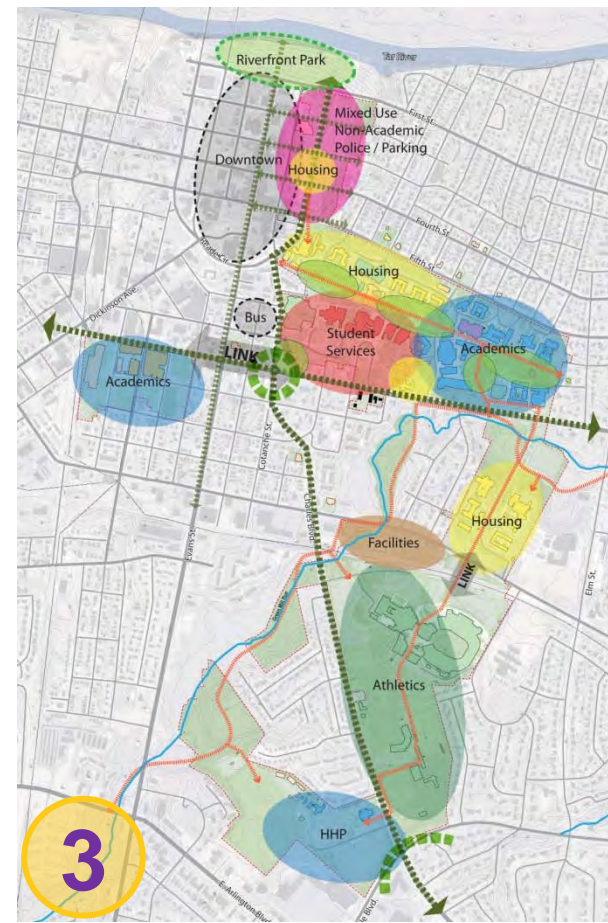 Riverfront Park
Tar River
First St.
Mixed Use
Non-Academic
Police / Parking
Downtown
Housing
Fourth St.
Fifth St.
Reade Cir.
Housing
Dickinson Ave
Bus
Student
Services
Academics
LINK
Academics
Cotanche St.
Charles Blvd.
Housing
Facilities
LINK
Evans St.
Elm St.
Athletics
HHP
3
E. Arlington Blvd.